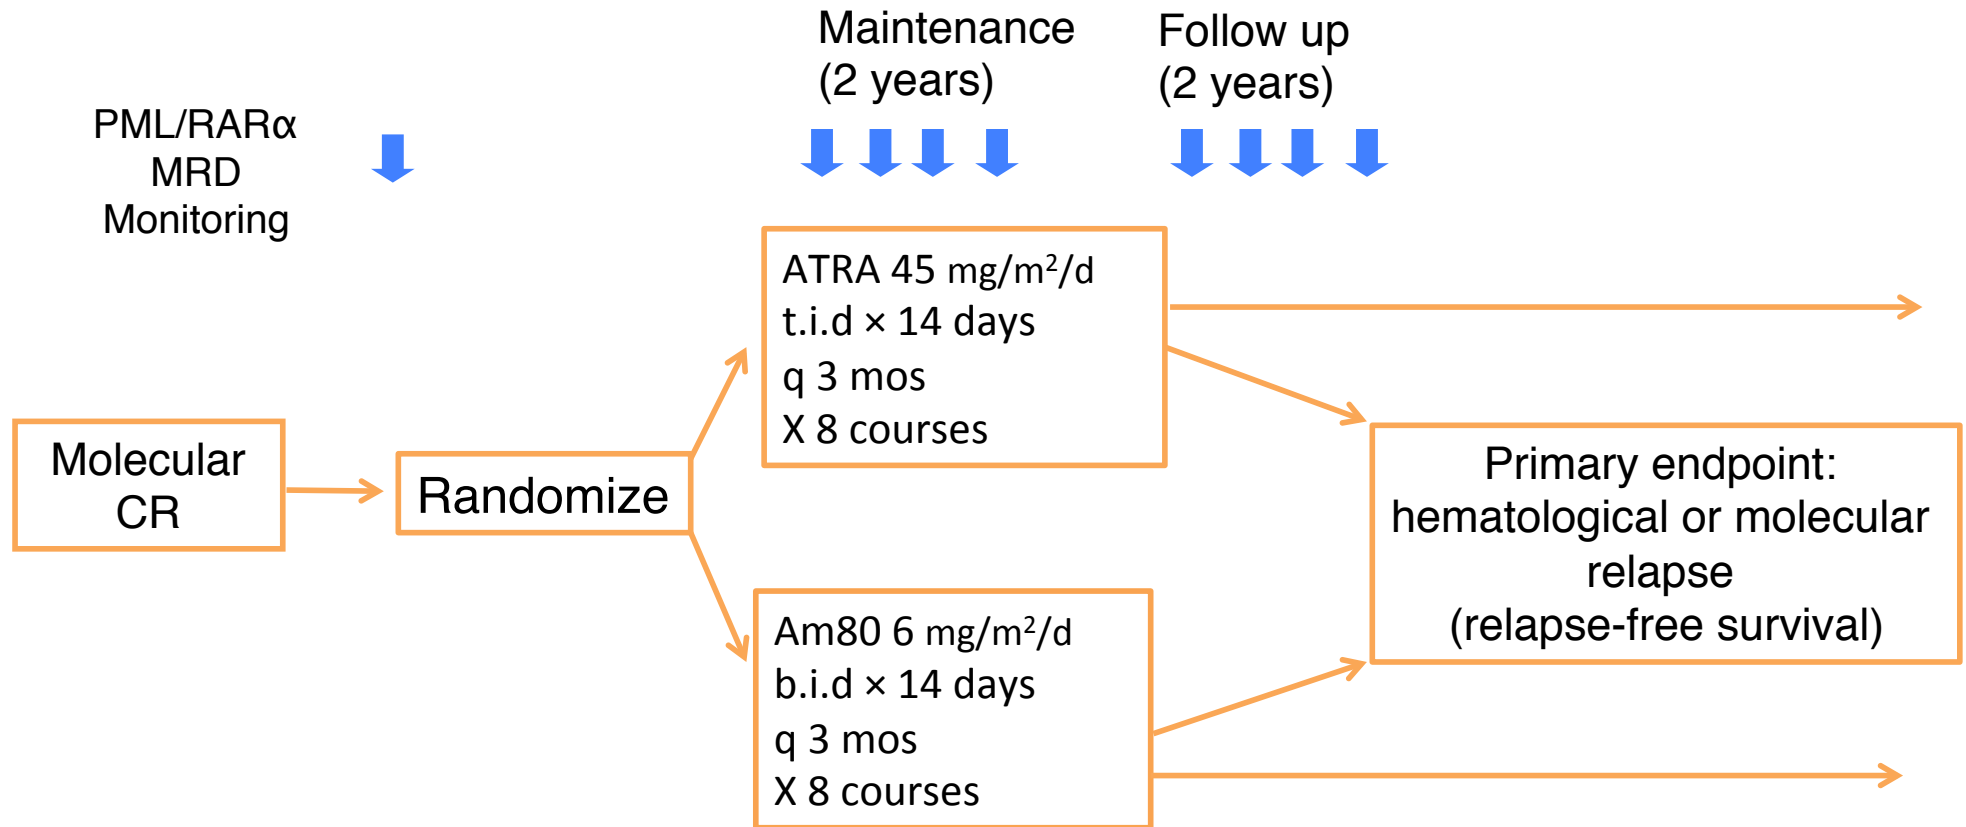 Maintenance
(2 years)
Follow up
(2 years)
PML/RARα
MRD
Monitoring
ATRA 45 mg/m²/d
t.i.d × 14 days
q 3 mos
X 8 courses
Molecular
CR
Randomize
Primary endpoint:
hematological or molecular
relapse
(relapse-free survival)
Am80 6 mg/m²/d
b.i.d × 14 days
q 3 mos
X 8 courses